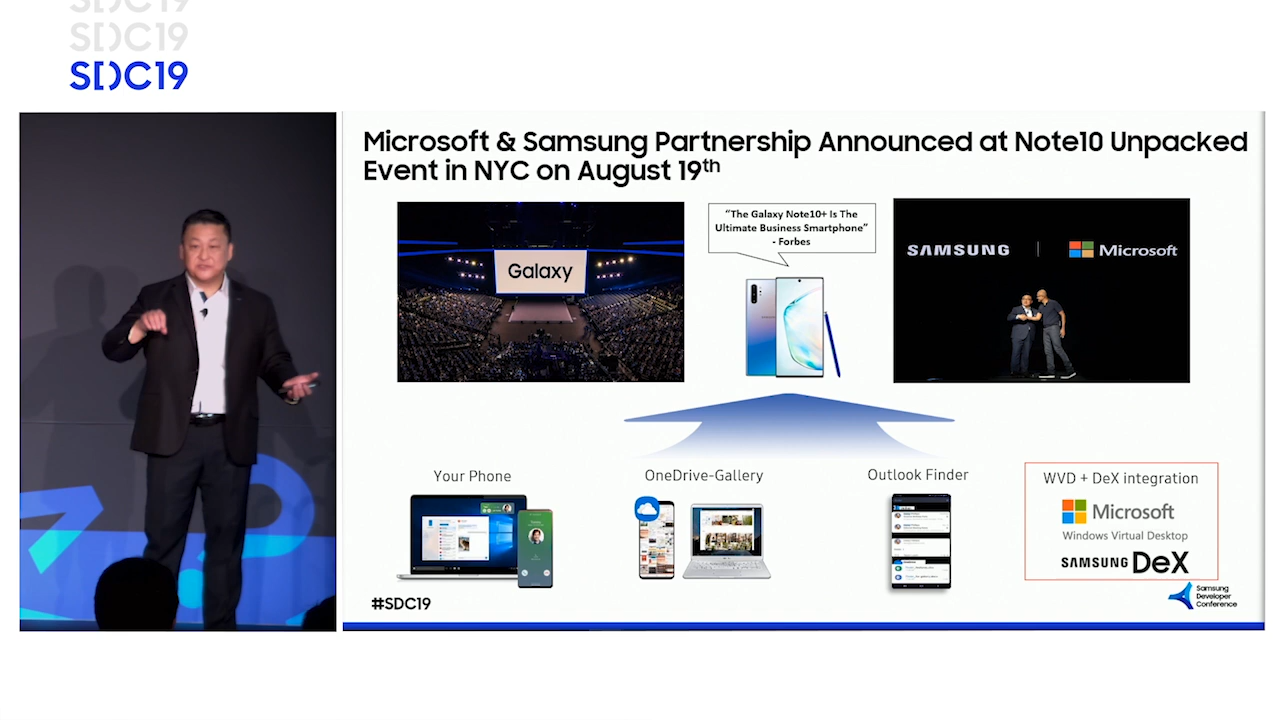 SDC19
SDC19
SDC19
Microsoft & Samsung Partnership Announced at Note10 Unpacked
Event in NYC on August 19th
Galaxy
“The Galaxy Note10+ Is The
Ultimate Business Smartphone”
- Forbes
SAMSUNG | Microsoft
Your Phone
OneDrive-Gallery
Outlook Finder
WVD + DeX integration
Microsoft
Windows Virtual Desktop
SAMSUNG DeX
#SDC19
Samsung
Developer
Conference